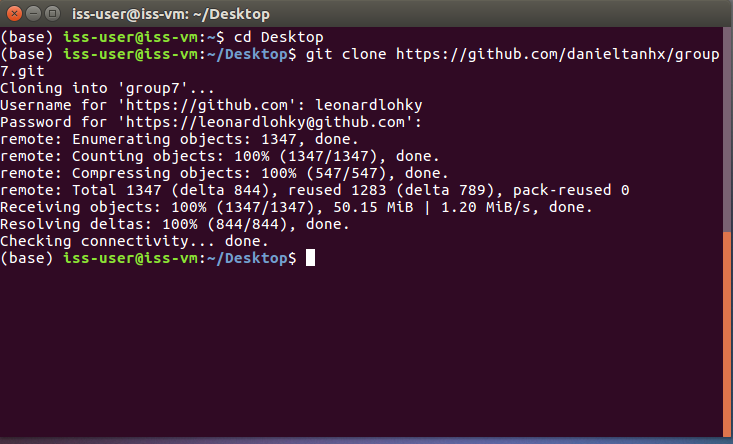 iss-user@iss-vm: ~/Desktop
(base) iss-user@iss-vm:~$ cd Desktop
(base) iss-user@iss-vm:~/Desktop$ git clone https://github.com/danieltanhx/group
7.git
Cloning into 'group7'...
Username for 'https://github.com': leonardlohky
Password for 'https://leonardlohky@github.com':
remote: Enumerating objects: 1347, done.
remote: Counting objects: 100% (1347/1347), done.
remote: Compressing objects: 100% (547/547), done.
remote: Total 1347 (delta 844), reused 1283 (delta 789), pack-reused 0
Receiving objects: 100% (1347/1347), 50.15 MiB | 1.20 MiB/s, done.
Resolving deltas: 100% (844/844), done.
Checking connectivity... done.
(base) iss-user@iss-vm:~/Desktop$